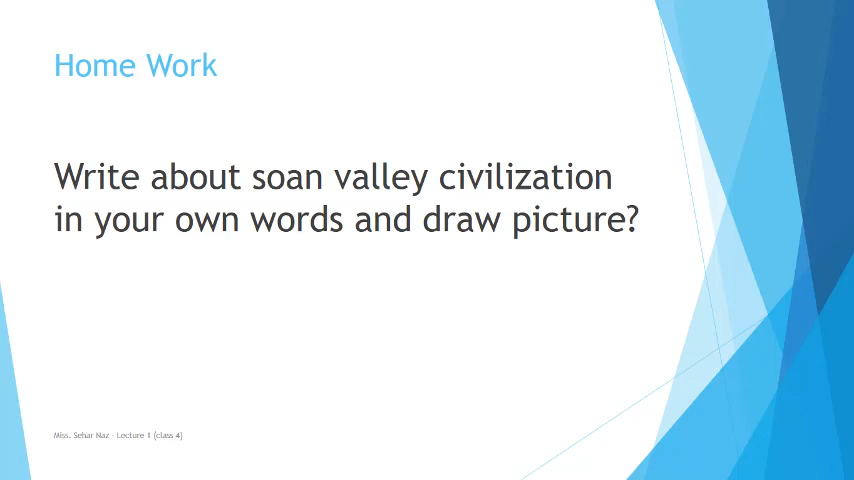 Home Work
Write about soan valley civilization
in your own words and draw picture?
Miss. Sehar Naz - Lecture 1 (class 4)